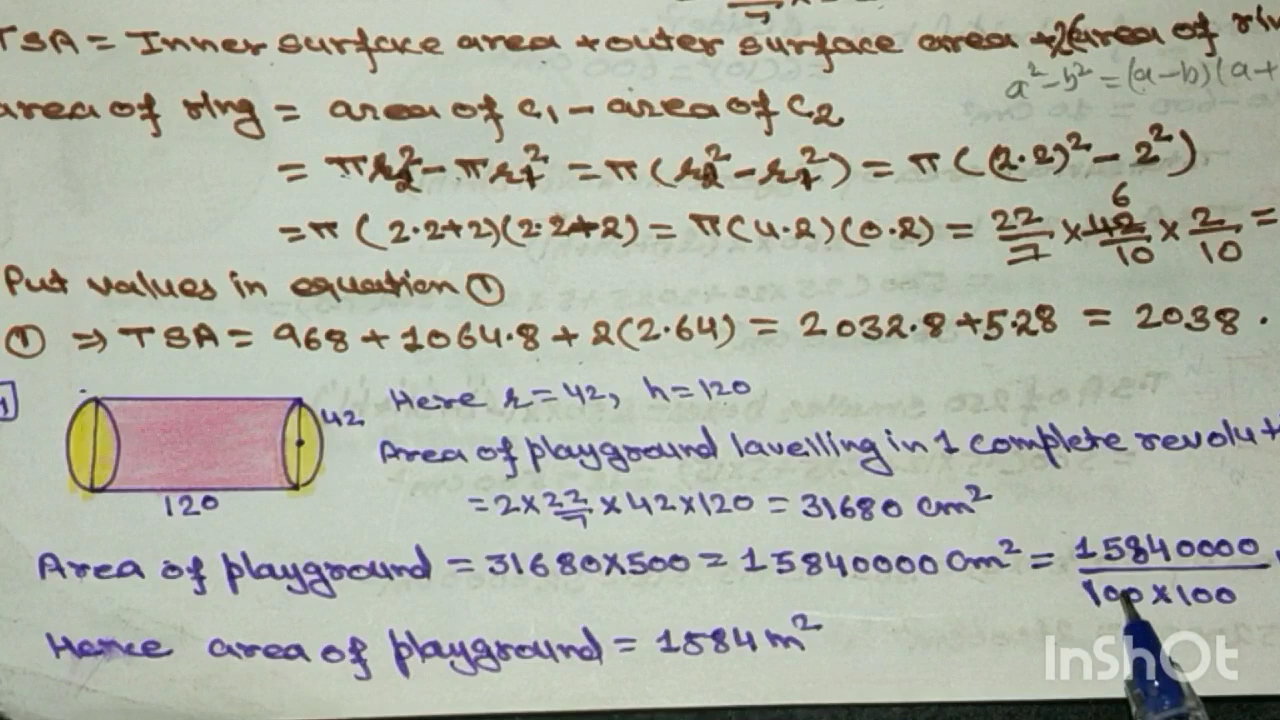 TSA = Inner surface area + outer surface area + 2(area of rin
a² - b² = (a-b)(a+
area of ring = area of C₁ - area of C₂
= πr₂² - πr₁² = π(r₂² - r₁²) = π((2.2)² - 2²)
= π(2.2+2)(2.2+2) = π(4.2)(0.2) = 22/7 × 42/10 × 2/10 =
6
Put values in equation ①
① ⇒ TSA = 968 + 1064.8 + 2(2.64) = 2032.8 + 5.28 = 2038.
1
42
120
Here r = 42, h = 120
Area of playground lavelling in 1 complete revolut
= 2 × 22/7 × 42 × 120 = 31680 cm²
Area of playground = 31680 × 500 = 15840000 cm² = 15840000/100×100
Hence area of playground = 1584 m²
InShOt